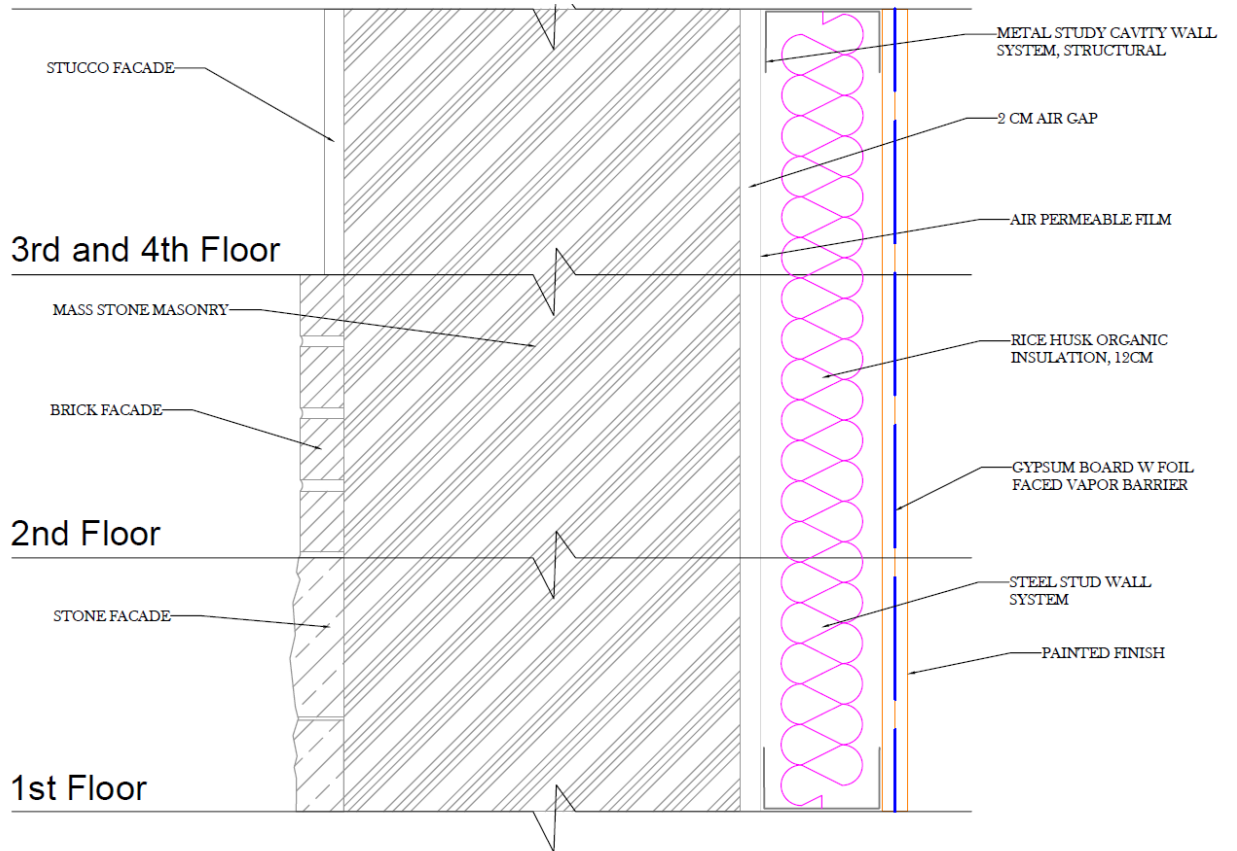 STUCCO FACADE
3rd and 4th Floor
MASS STONE MASONRY
BRICK FACADE
2nd Floor
STONE FACADE
1st Floor
METAL STUDY CAVITY WALL
SYSTEM, STRUCTURAL
2 CM AIR GAP
AIR PERMEABLE FILM
RICE HUSK ORGANIC
INSULATION, 12CM
GYPSUM BOARD W FOIL
FACED VAPOR BARRIER
STEEL STUD WALL
SYSTEM
PAINTED FINISH